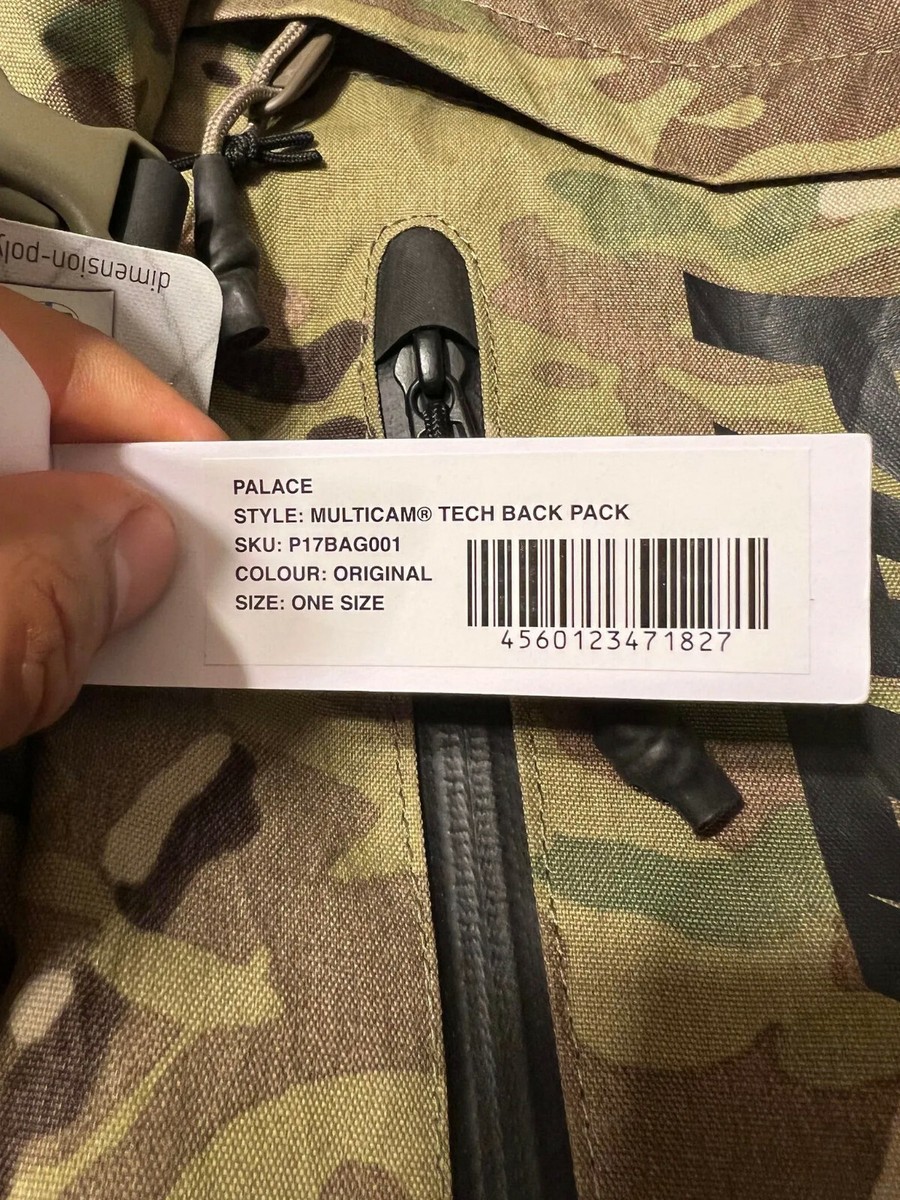 dimension-poly
PALACE
STYLE: MULTICAM® TECH BACK PACK
SKU: P17BAG001
COLOUR: ORIGINAL
SIZE: ONE SIZE
4560123471827